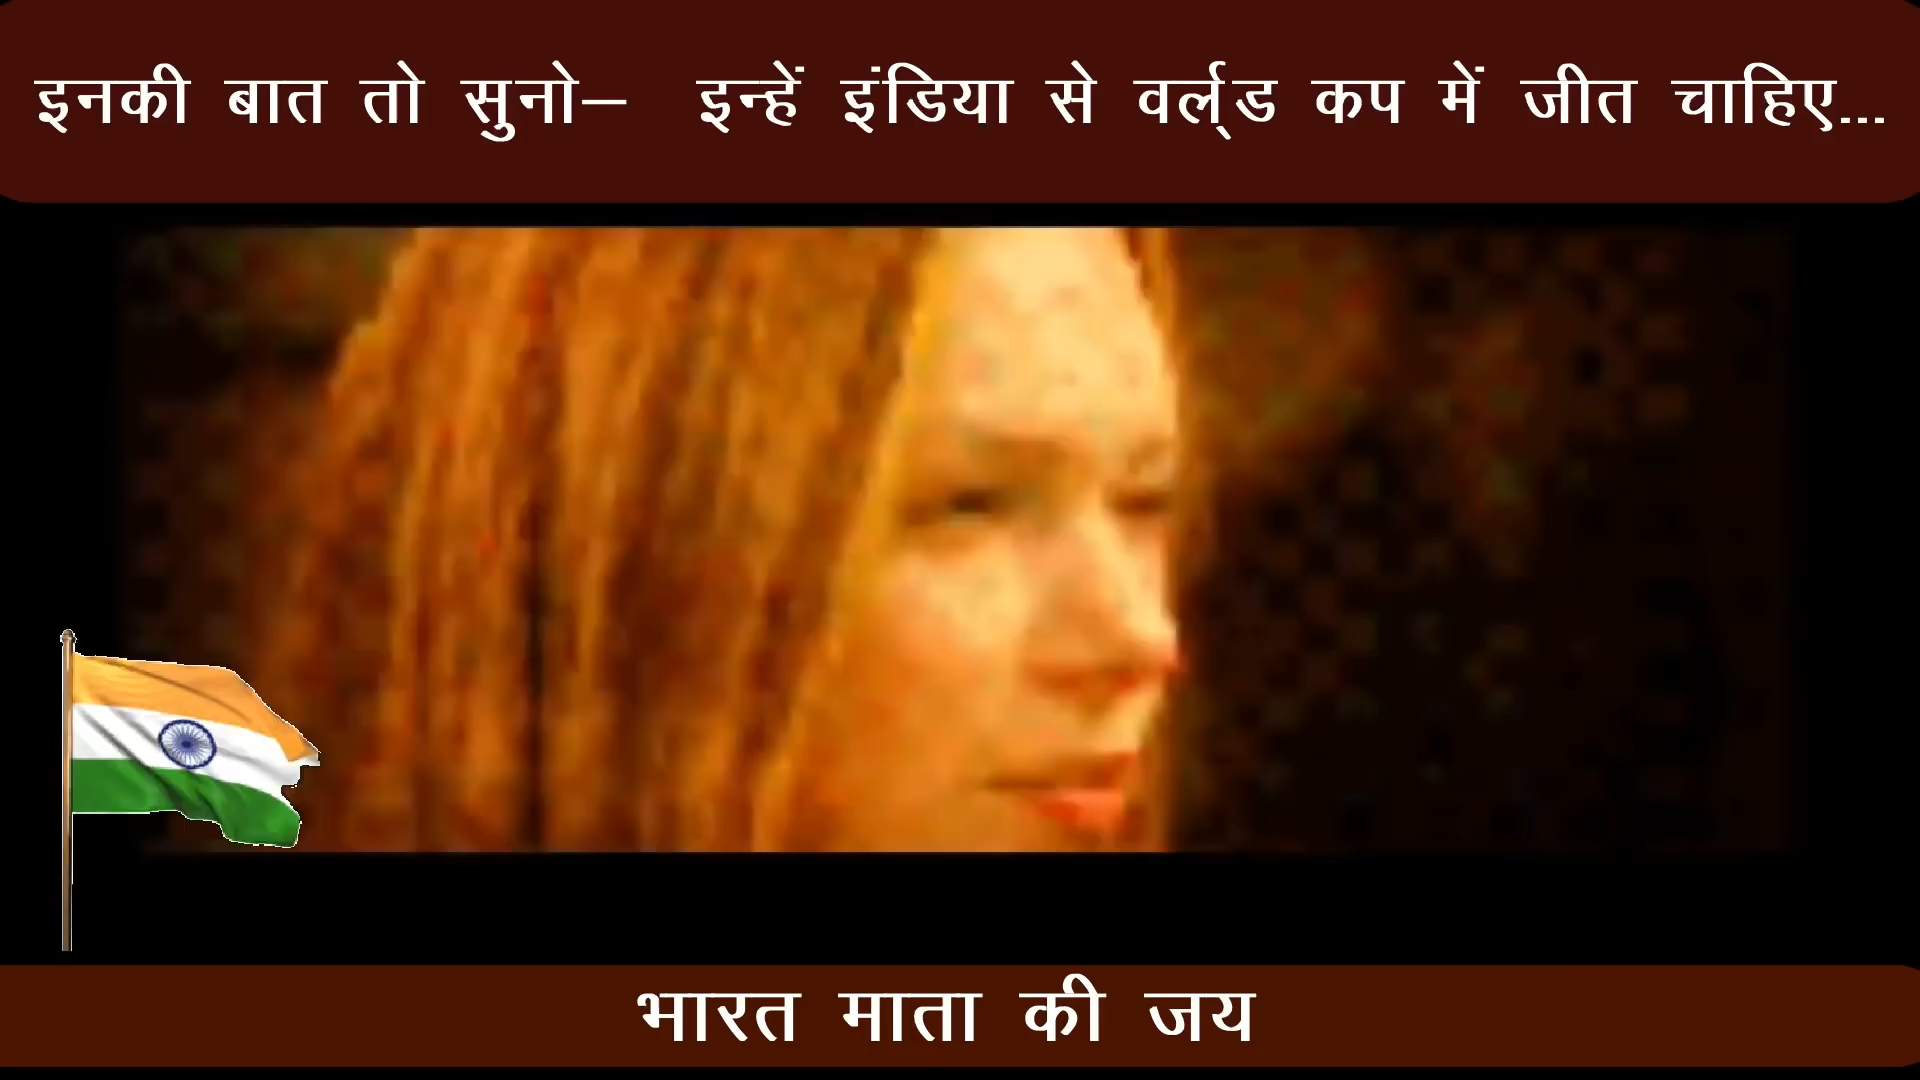 इनकी बात तो सुनो– इन्हें इंडिया से वर्ल्ड कप में जीत चाहिए...
भारत माता की जय